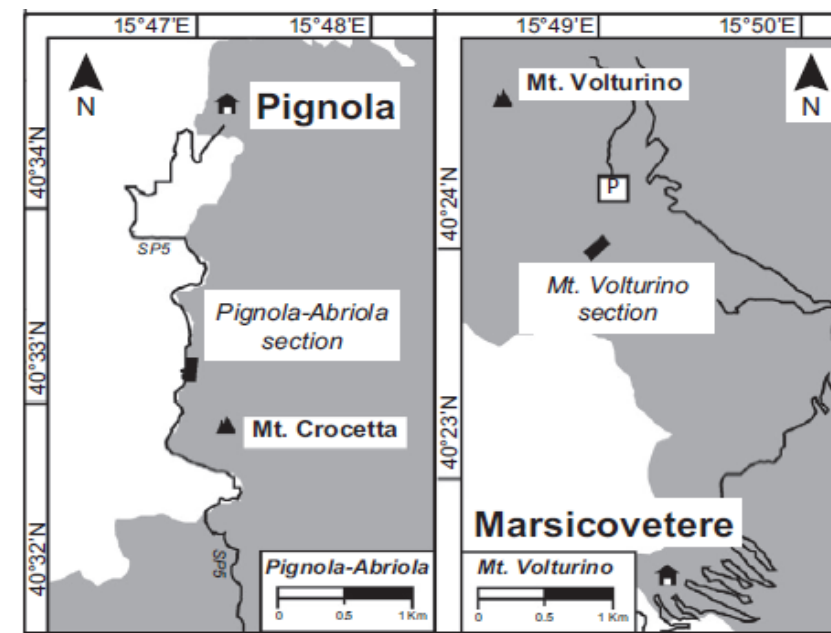 15°47'E
15°48'E
40°34'N
40°33'N
40°32'N
N
Pignola
SP5
Pignola-Abriola
section
Mt. Crocetta
SP5
Pignola-Abriola
0
0.5
1 Km
15°49'E
15°50'E
40°24'N
40°23'N
Mt. Volturino
N
P
Mt. Volturino
section
Marsicovetere
Mt. Volturino
0
0.5
1 Km